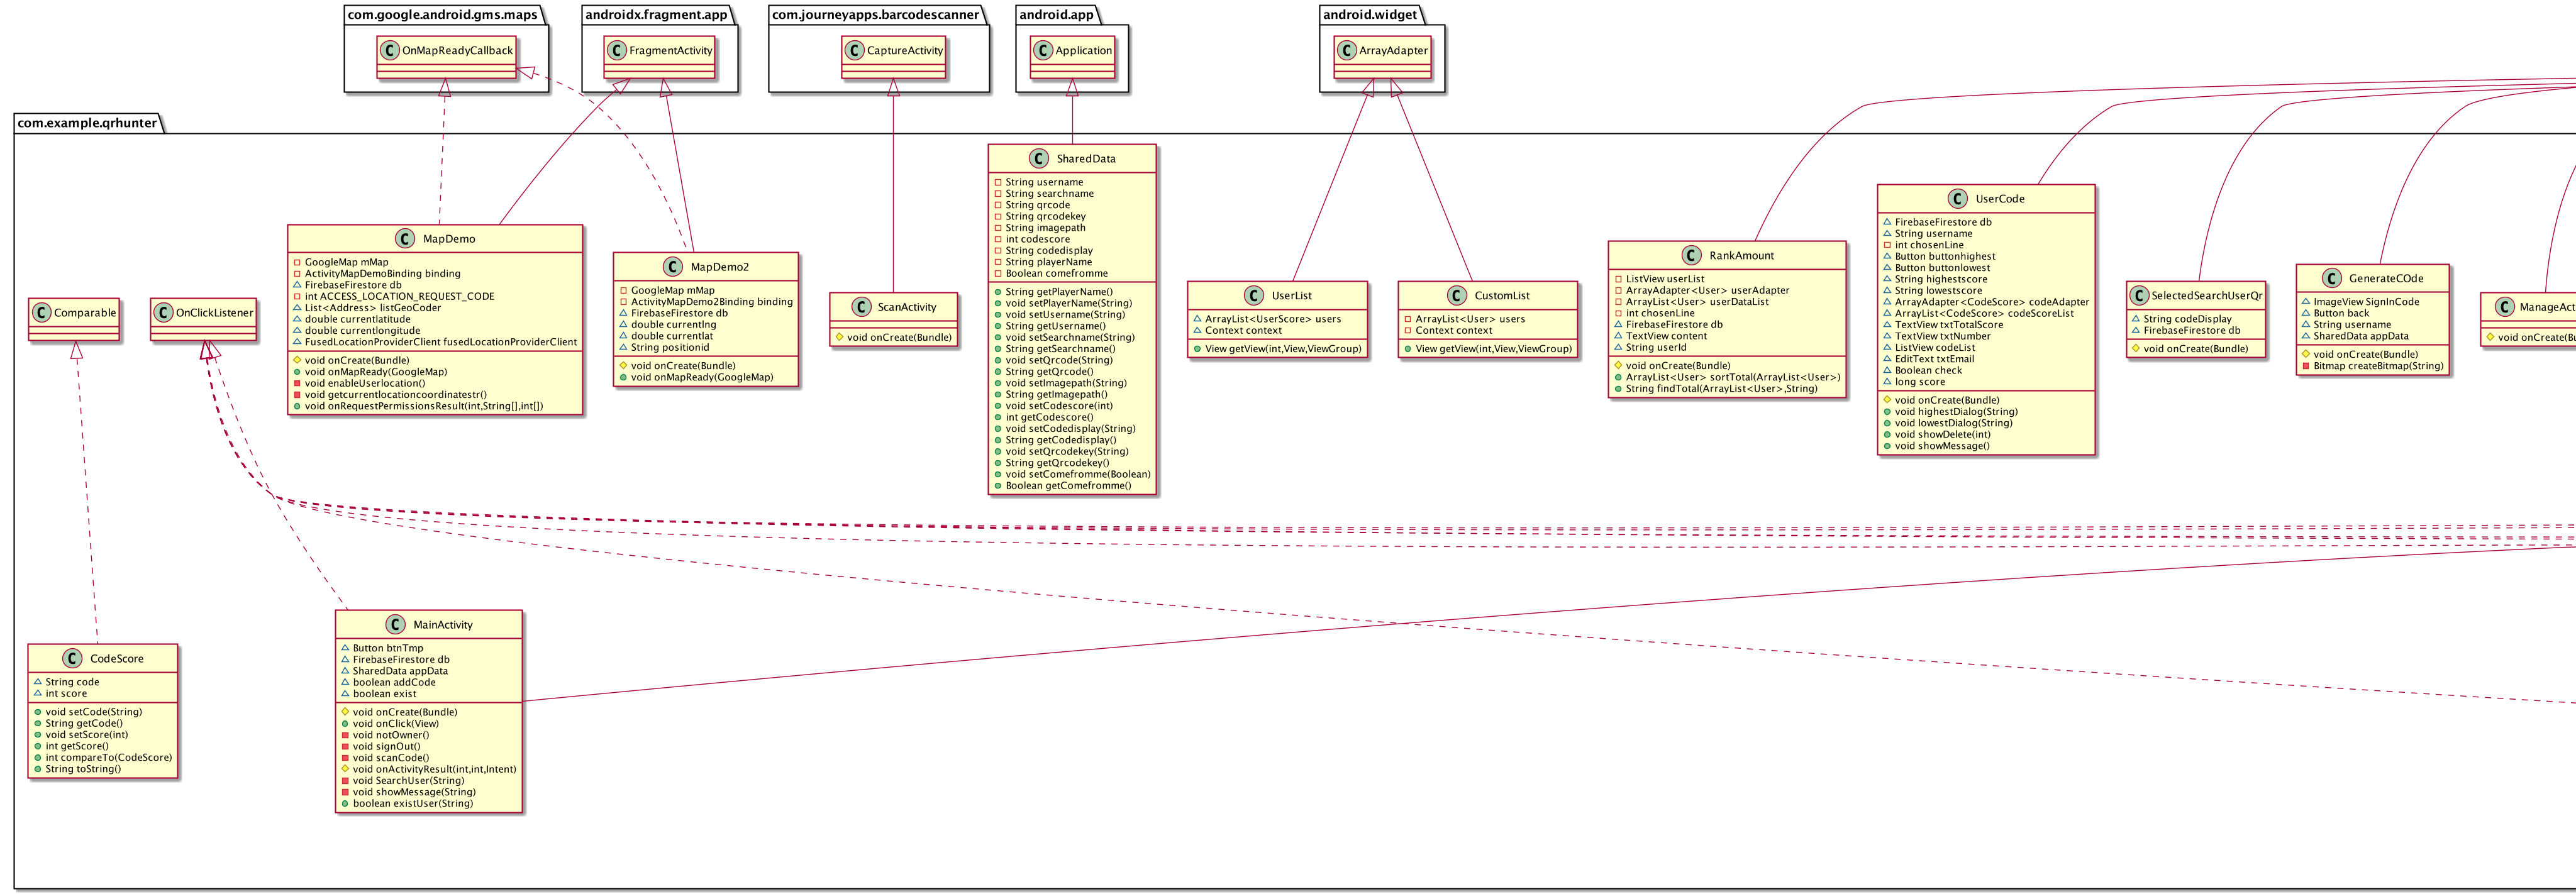 com.google.android.gms.maps
C OnMapReadyCallback
androidx.fragment.app
C FragmentActivity
com.journeyapps.barcodescanner
C CaptureActivity
android.app
C Application
android.widget
C ArrayAdapter
com.example.qrhunter
C Comparable
C OnClickListener
C MapDemo
GoogleMap mMap
ActivityMapDemoBinding binding
FirebaseFirestore db
int ACCESS_LOCATION_REQUEST_CODE
List<Address> listGeoCoder
double currentlatitude
double currentlongitude
FusedLocationProviderClient fusedLocationProviderClient
void onCreate(Bundle)
void onMapReady(GoogleMap)
void enableUserlocation()
void getcurrentlocationcoordinatestr()
void onRequestPermissionsResult(int,String[],int[])
C MapDemo2
GoogleMap mMap
ActivityMapDemo2Binding binding
FirebaseFirestore db
double currentlng
double currentlat
String positionid
void onCreate(Bundle)
void onMapReady(GoogleMap)
C ScanActivity
void onCreate(Bundle)
C SharedData
String username
String searchname
String qrcode
String qrcodekey
String imagepath
int codescore
String codedisplay
String playerName
Boolean comefromme
String getPlayerName()
void setPlayerName(String)
void setUsername(String)
String getUsername()
void setSearchname(String)
String getSearchname()
void setQrcode(String)
String getQrcode()
void setImagepath(String)
String getImagepath()
void setCodescore(int)
int getCodescore()
void setCodedisplay(String)
String getCodedisplay()
void setQrcodekey(String)
String getQrcodekey()
void setComefromme(Boolean)
Boolean getComefromme()
C UserList
ArrayList<UserScore> users
Context context
View getView(int,View,ViewGroup)
C CustomList
ArrayList<User> users
Context context
View getView(int,View,ViewGroup)
C RankAmount
ListView userList
ArrayAdapter<User> userAdapter
ArrayList<User> userDataList
int chosenLine
FirebaseFirestore db
TextView content
String userId
void onCreate(Bundle)
ArrayList<User> sortTotal(ArrayList<User>)
String findTotal(ArrayList<User>,String)
C UserCode
FirebaseFirestore db
String username
int chosenLine
Button buttonhighest
Button buttonlowest
String highestscore
String lowestscore
ArrayAdapter<CodeScore> codeAdapter
ArrayList<CodeScore> codeScoreList
TextView txtTotalScore
TextView txtNumber
ListView codeList
EditText txtEmail
Boolean check
long score
void onCreate(Bundle)
void highestDialog(String)
void lowestDialog(String)
void showDelete(int)
void showMessage()
C SelectedSearchUserQr
String codeDisplay
FirebaseFirestore db
void onCreate(Bundle)
C GenerateCOde
ImageView SignInCode
Button back
String username
SharedData appData
void onCreate(Bundle)
Bitmap createBitmap(String)
C ManageAct
void onCreate(Bu
C CodeScore
String code
int score
void setCode(String)
String getCode()
void setScore(int)
int getScore()
int compareTo(CodeScore)
String toString()
C MainActivity
Button btnTmp
FirebaseFirestore db
SharedData appData
boolean addCode
boolean exist
void onCreate(Bundle)
void onClick(View)
void notOwner()
void signOut()
void scanCode()
void onActivityResult(int,int,Intent)
void SearchUser(String)
void showMessage(String)
boolean existUser(String)